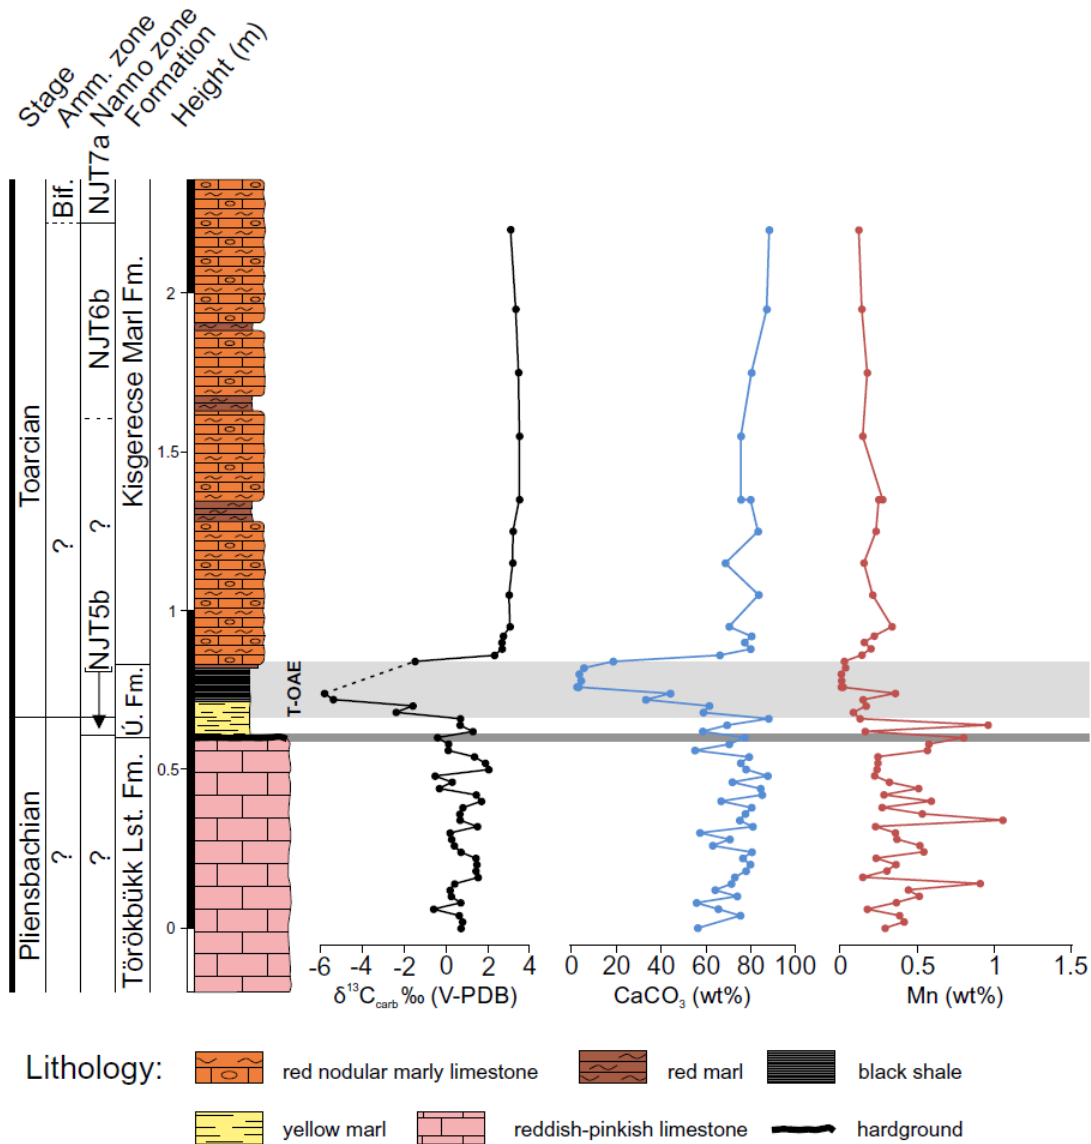 Stage
Amm. zone
Nanno zone
Formation
Height (m)
Toarcian
Pliensbachian
Bif.
?
?
NJT7a
NJT6b
?
NJT5b
?
Kisgerecse Marl Fm.
Ú. Fm.
Törökbükk Lst. Fm.
2
1.5
1
0.5
0
T-OAE
-6 -4 -2 0 2 4
δ¹³C carb ‰ (V-PDB)
0 20 40 60 80 100
CaCO₃ (wt%)
0 0.5 1 1.5
Mn (wt%)
Lithology:
red nodular marly limestone
red marl
black shale
yellow marl
reddish-pinkish limestone
hardground